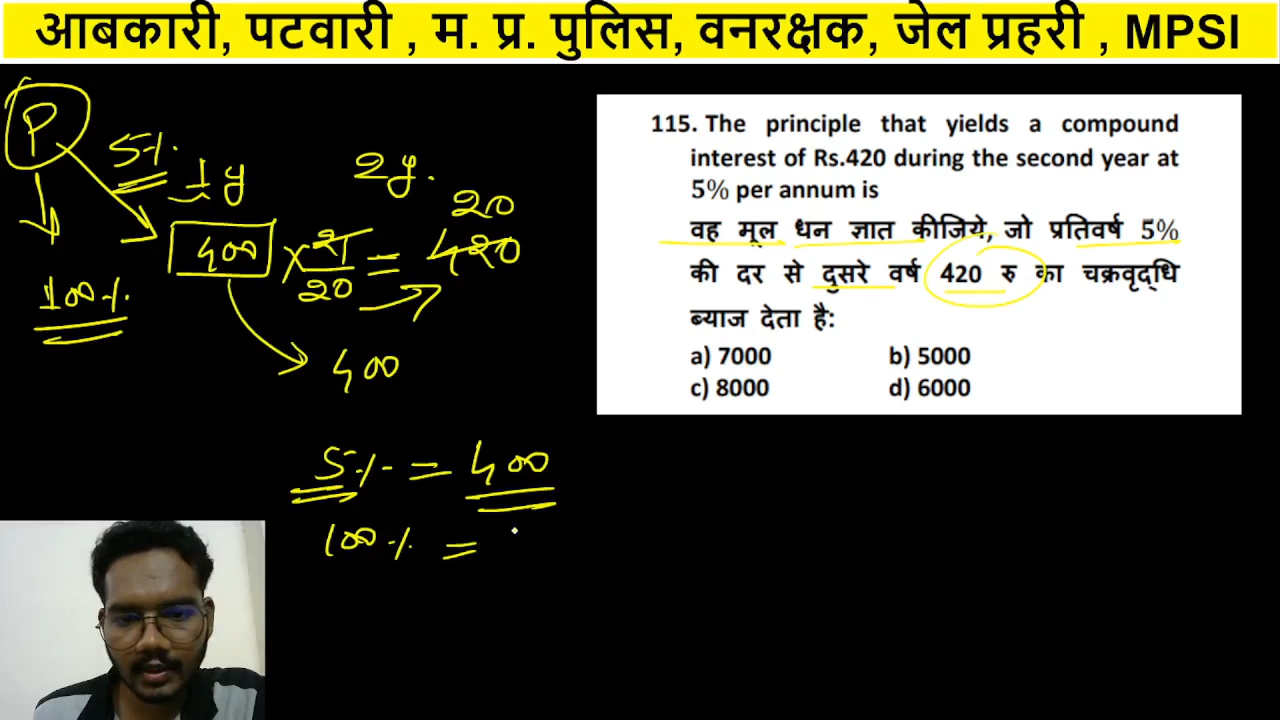 आबकारी, पटवारी , म. प्र. पुलिस, वनरक्षक, जेल प्रहरी , MPSI
P
5%.
1 y
2y.
20
400 × 21/20 = 420
100%
400
5% = 400
100% =
115. The principle that yields a compound
interest of Rs.420 during the second year at
5% per annum is
वह मूल धन ज्ञात कीजिये, जो प्रतिवर्ष 5%
की दर से दुसरे वर्ष 420 रु का चक्रवृद्धि
ब्याज देता है:
a) 7000 b) 5000
c) 8000 d) 6000